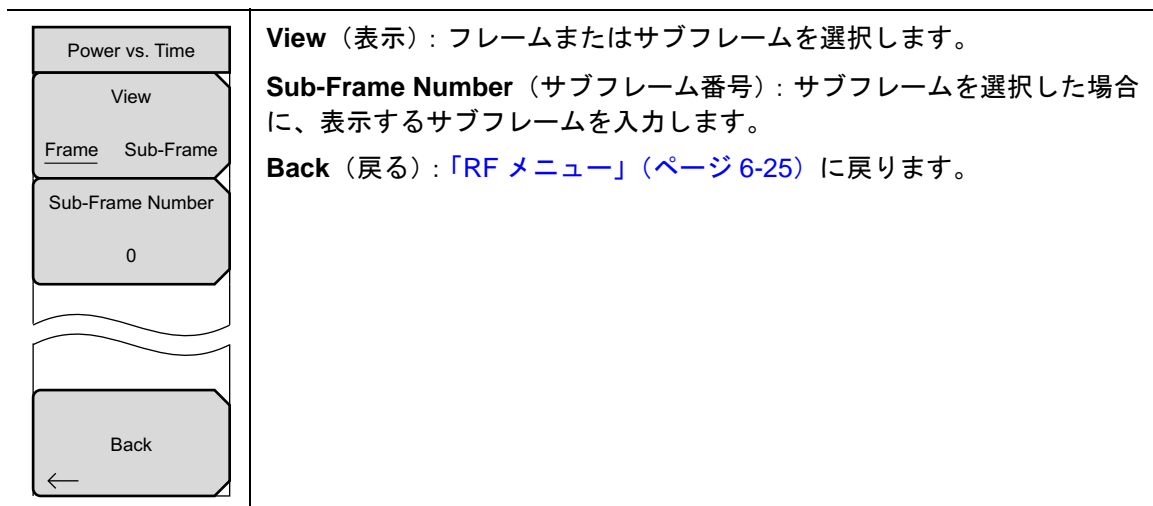 Power vs. Time
View
Frame Sub-Frame
Sub-Frame Number
0
Back
View（表示）: フレームまたはサブフレームを選択します。
Sub-Frame Number（サブフレーム番号）: サブフレームを選択した場合
に、表示するサブフレームを入力します。
Back（戻る）:「RF メニュー」（ページ 6-25）に戻ります。